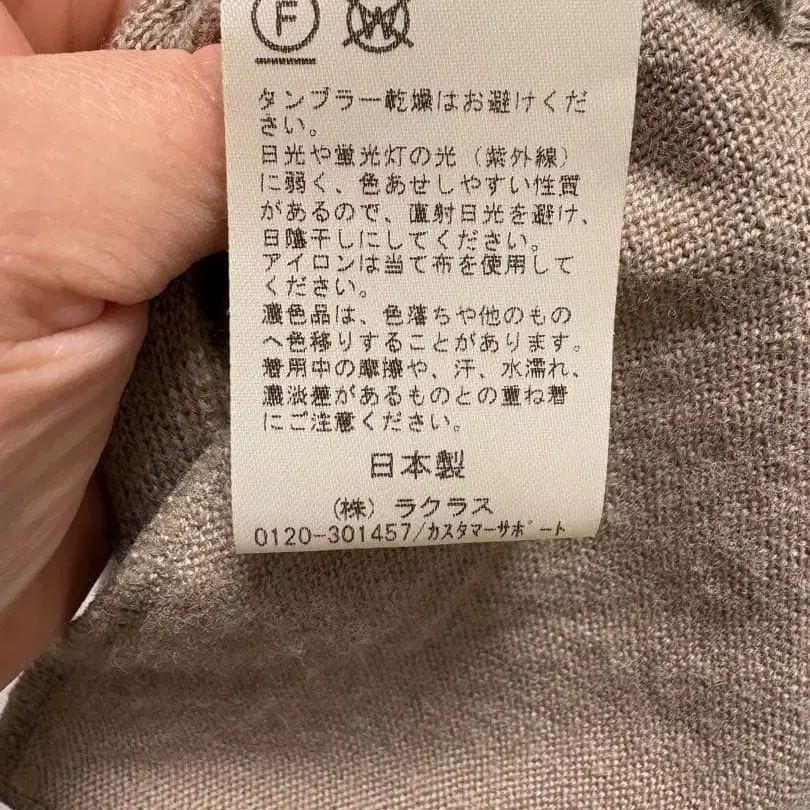 F W
タンブラー乾燥はお避けくだ
さい。
日光や蛍光灯の光（紫外線）
に弱く、色あせしやすい性質
があるので、直射日光を避け、
日陰干しにしてください。
アイロンは当て布を使用して
ください。
濃色品は、色落ちや他のもの
へ色移りすることがあります。
着用中の摩擦や、汗、水濡れ、
濃淡差があるものとの重ね着
にご注意ください。
日本製
（株）ラクラス
0120-301457/ｶｽﾀﾏｰｻﾎﾟｰﾄ